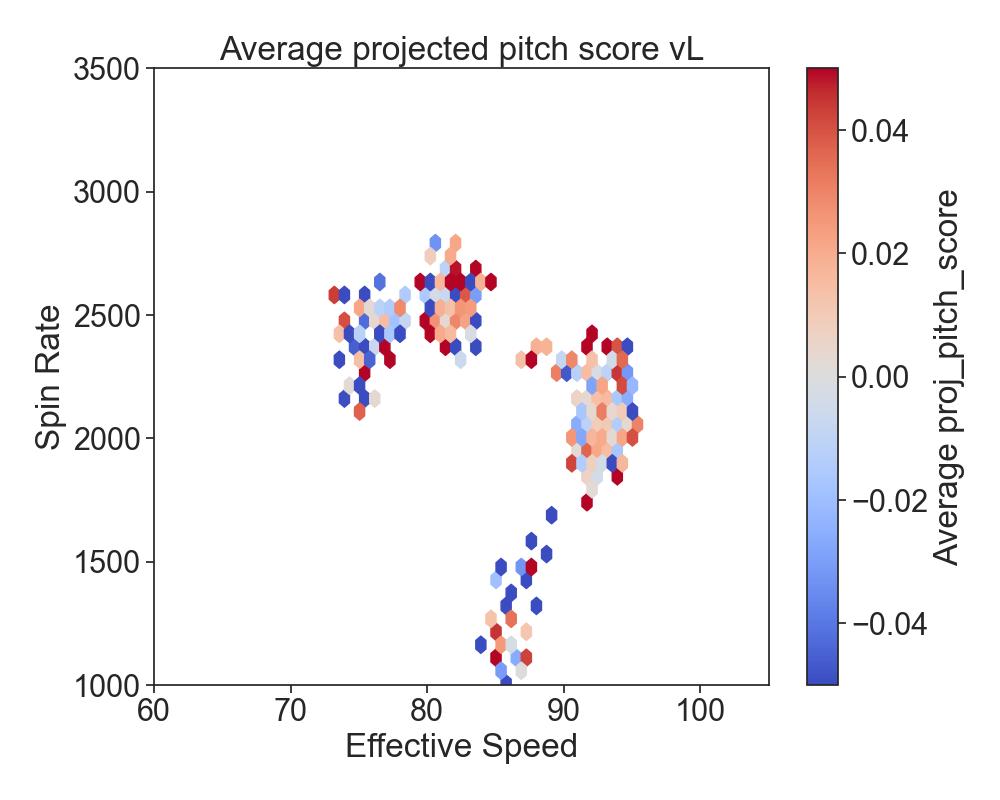 Average projected pitch score vL
3500
3000
2500
2000
1500
1000
Spin Rate
60 70 80 90 100
Effective Speed
0.04
0.02
0.00
−0.02
−0.04
Average proj_pitch_score